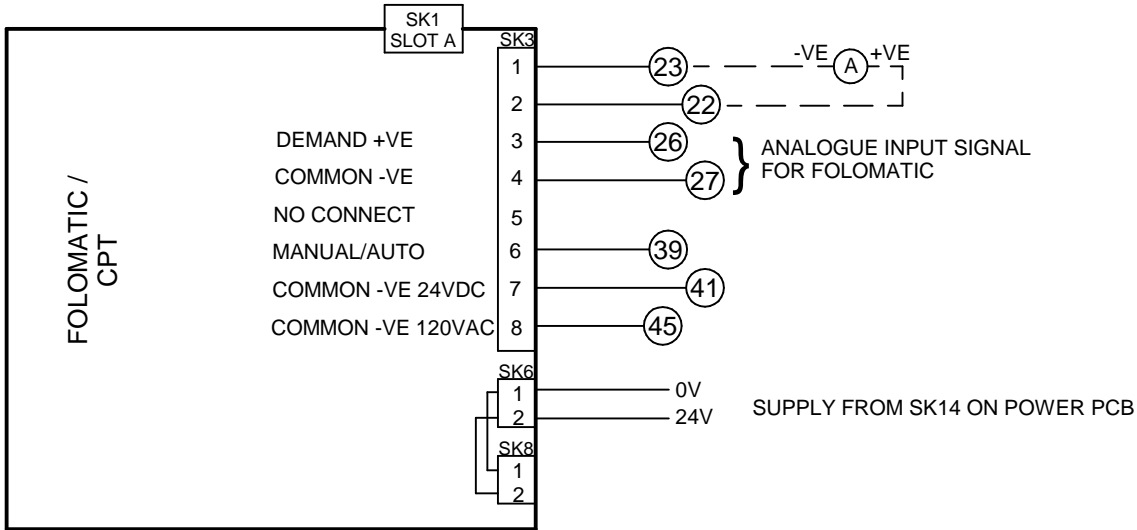 SK1
SLOT A
SK3
1
23
-VE
A
+VE
2
22
DEMAND +VE
3
26
COMMON -VE
4
27
}
ANALOGUE INPUT SIGNAL
FOR FOLOMATIC
NO CONNECT
5
MANUAL/AUTO
6
39
COMMON -VE 24VDC
7
41
COMMON -VE 120VAC
8
45
FOLOMATIC /
CPT
SK6
1
0V
2
24V
SUPPLY FROM SK14 ON POWER PCB
SK8
1
2